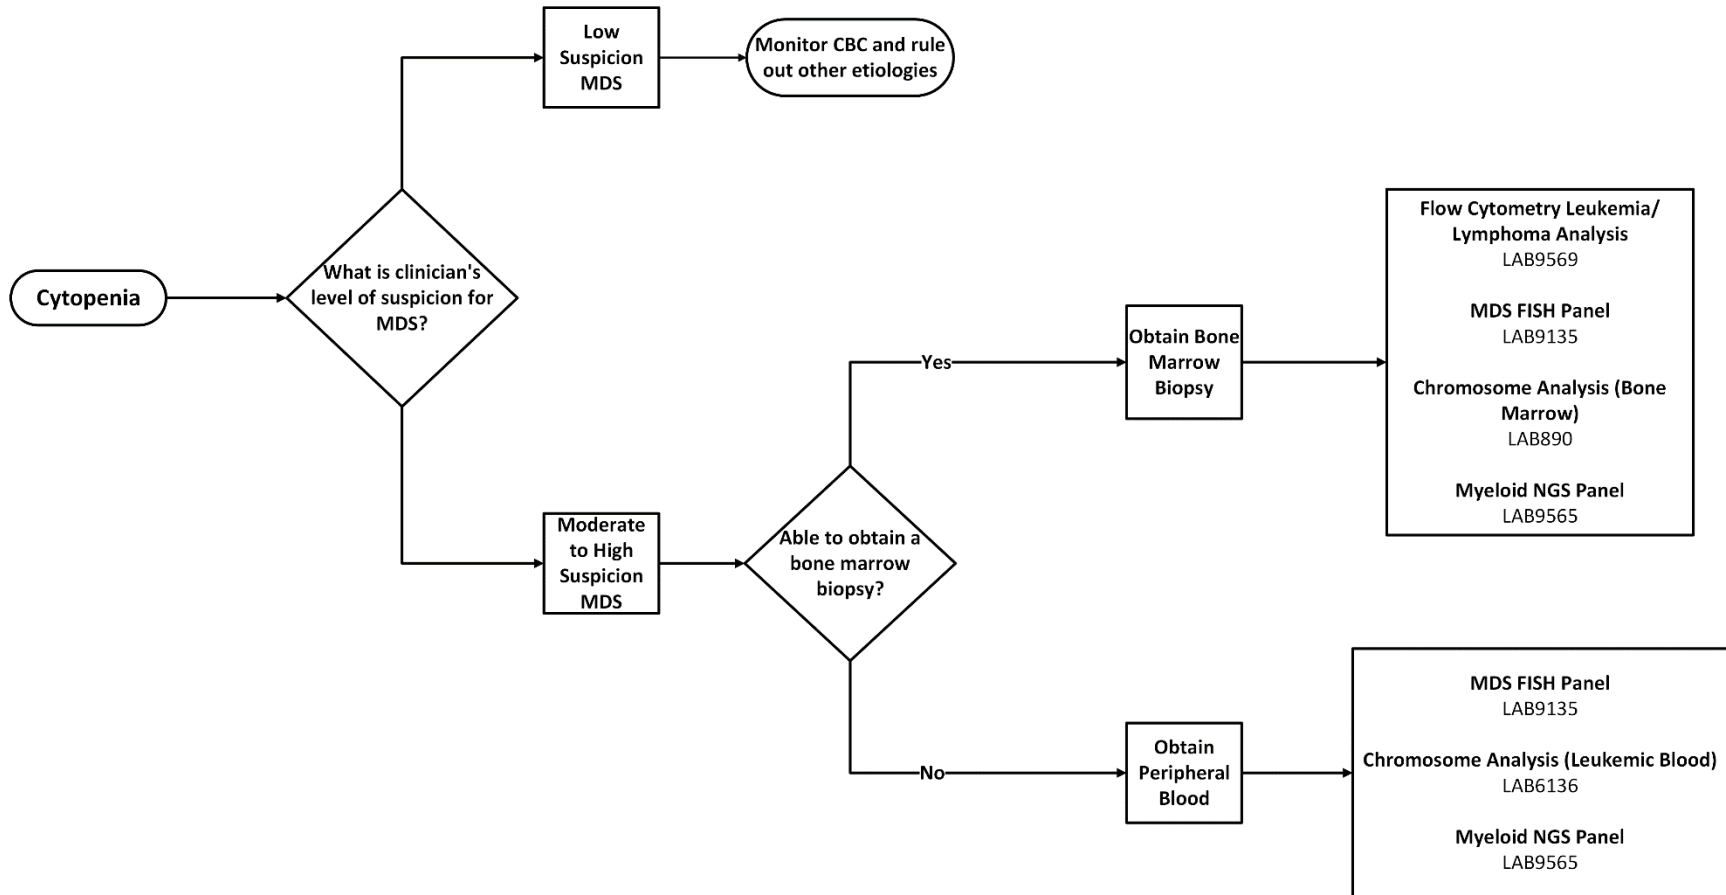 Low
Suspicion
MDS
Monitor CBC and rule
out other etiologies
Cytopenia
What is clinician's
level of suspicion for
MDS?
Moderate
to High
Suspicion
MDS
Able to obtain a
bone marrow
biopsy?
Yes
Obtain Bone
Marrow
Biopsy
Flow Cytometry Leukemia/
Lymphoma Analysis
LAB9569
MDS FISH Panel
LAB9135
Chromosome Analysis (Bone
Marrow)
LAB890
Myeloid NGS Panel
LAB9565
No
Obtain
Peripheral
Blood
MDS FISH Panel
LAB9135
Chromosome Analysis (Leukemic Blood)
LAB6136
Myeloid NGS Panel
LAB9565